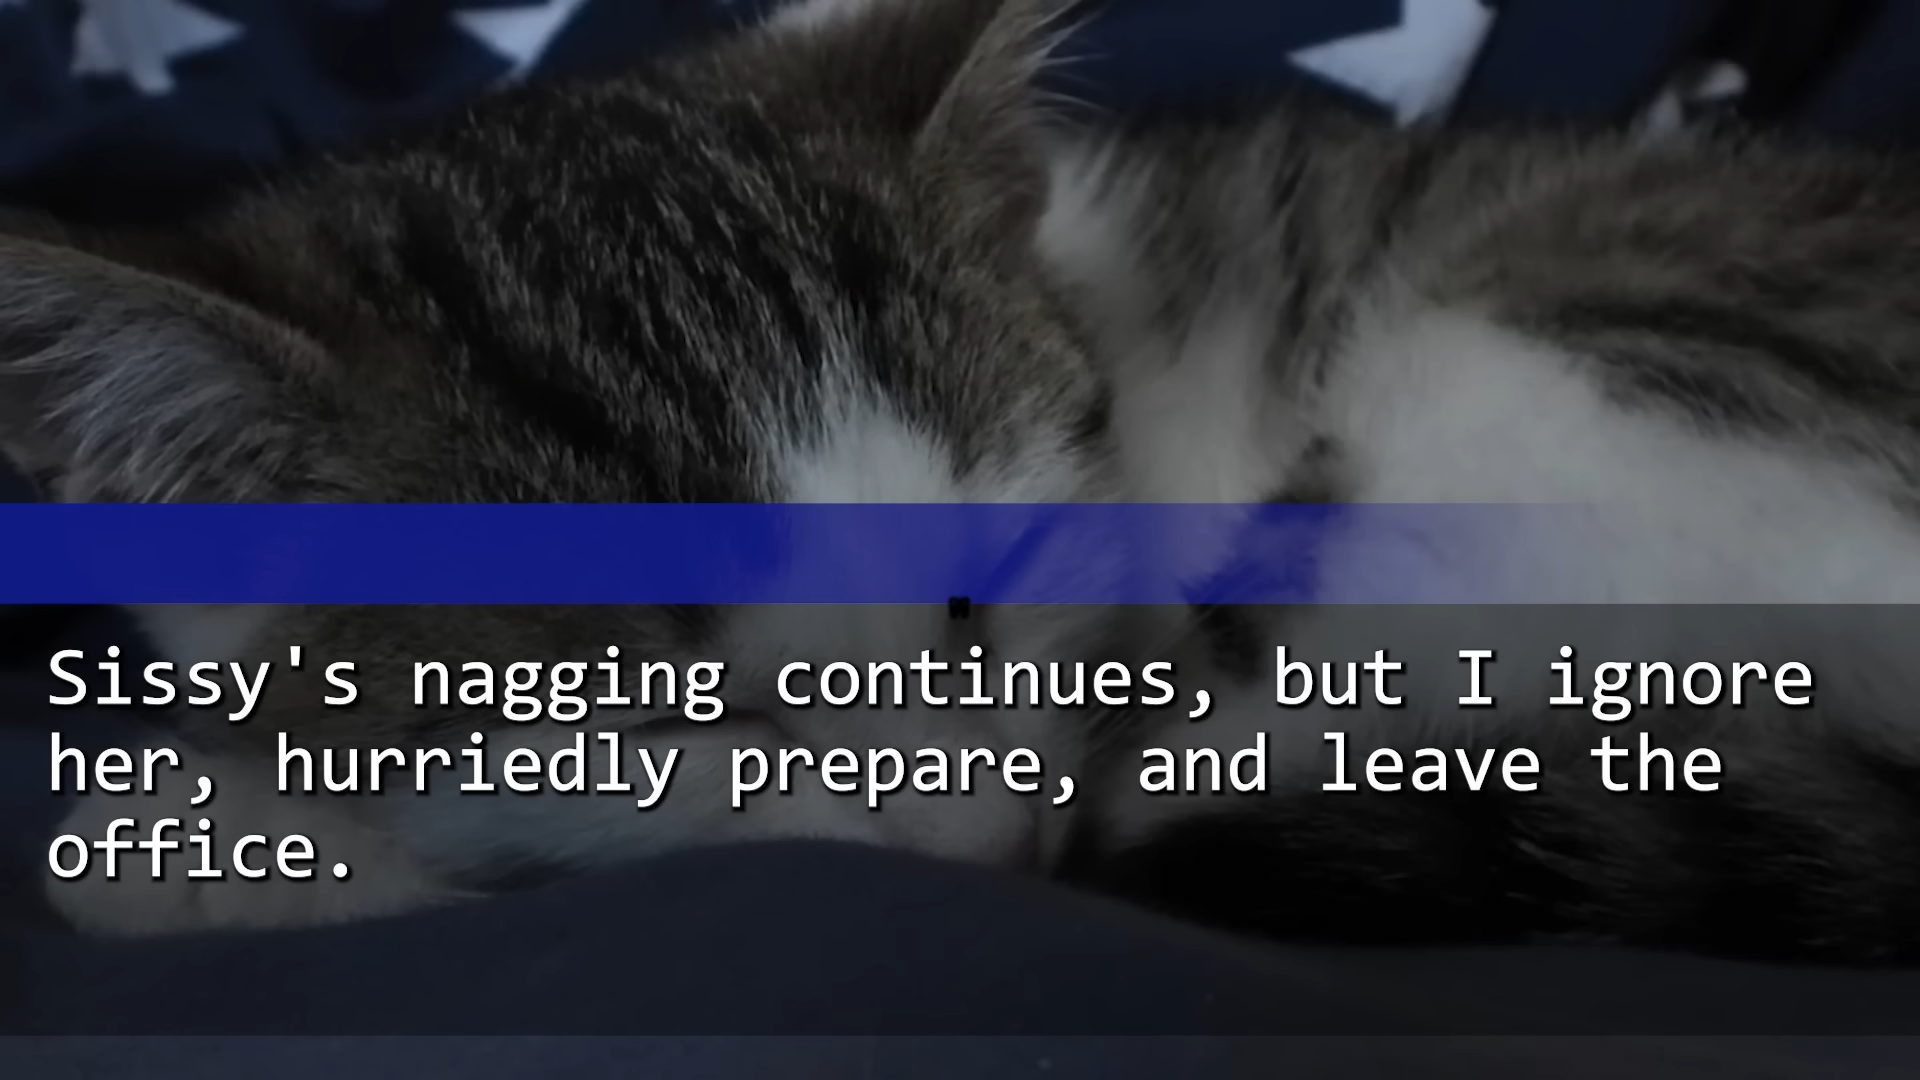 Sissy's nagging continues, but I ignore
her, hurriedly prepare, and leave the
office.